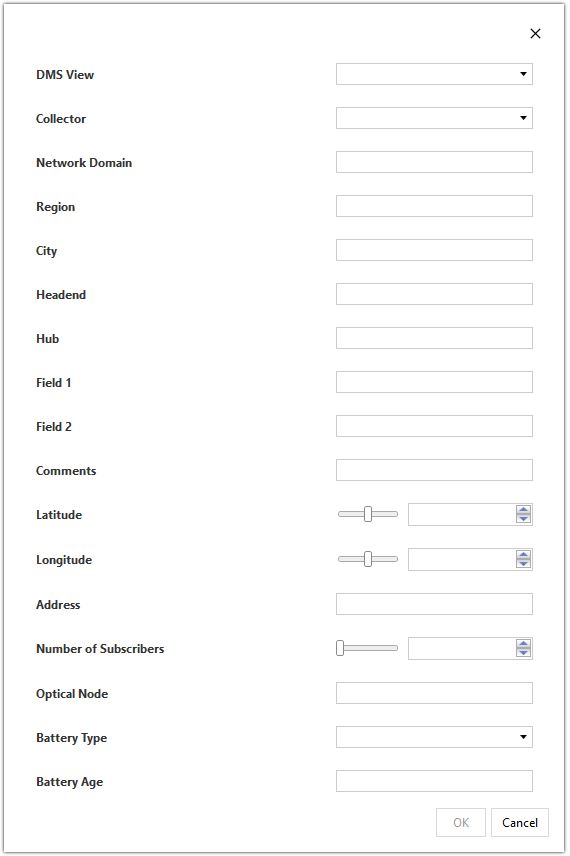 DMS View
Collector
Network Domain
Region
City
Headend
Hub
Field 1
Field 2
Comments
Latitude
Longitude
Address
Number of Subscribers
Optical Node
Battery Type
Battery Age
OK Cancel